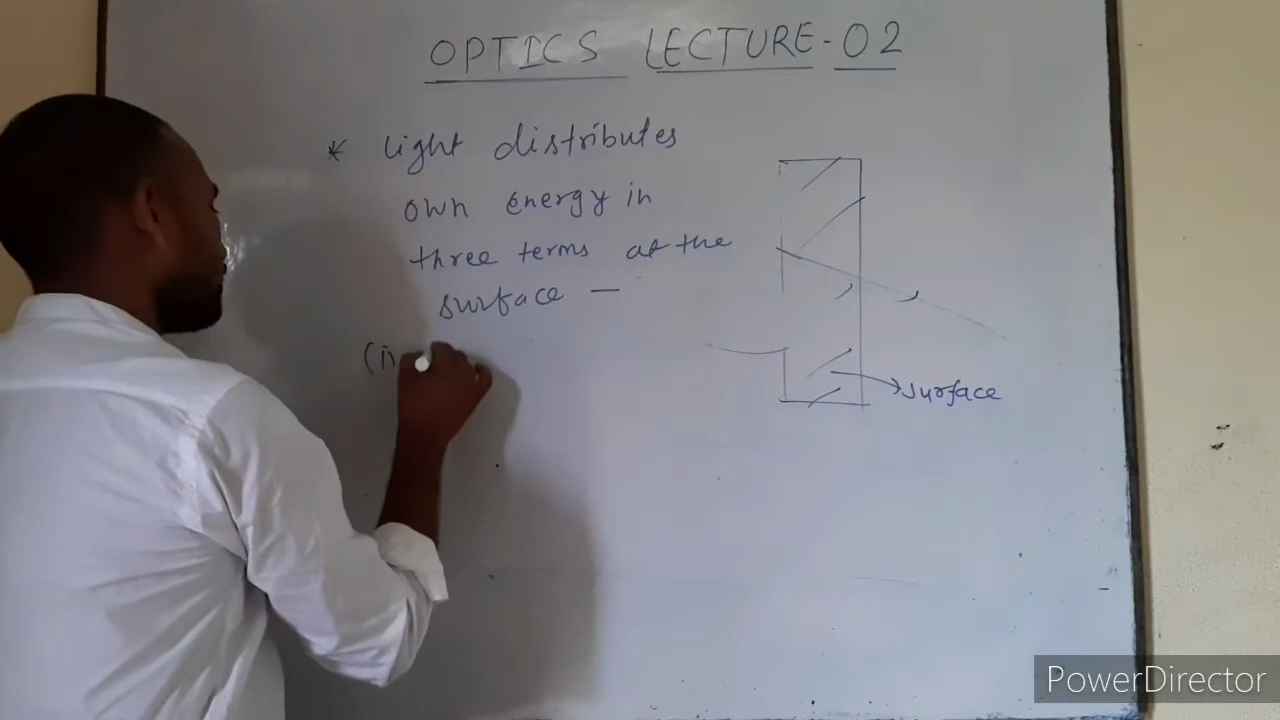 OPTICS LECTURE-02
* Light distributes
own energy in
three terms at the
surface —
(i)
surface
PowerDirector